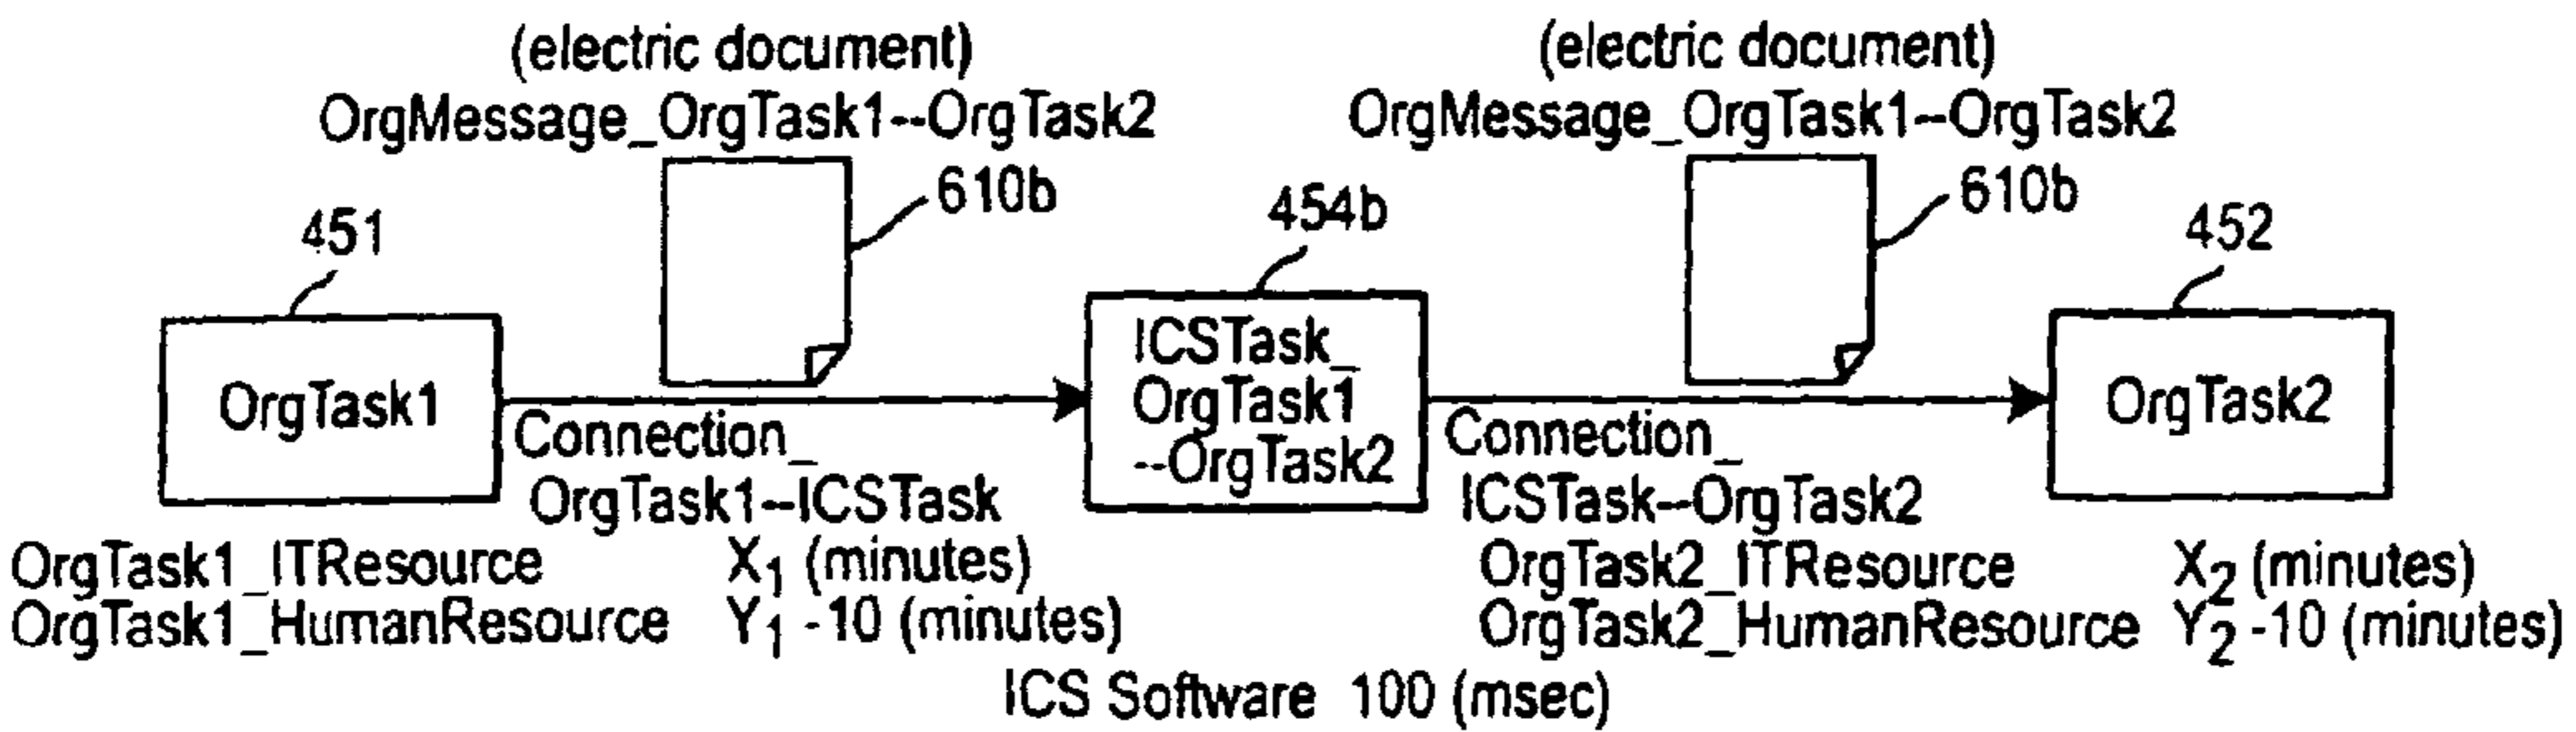 (electric document)
OrgMessage_OrgTask1--OrgTask2
610b
(electric document)
OrgMessage_OrgTask1--OrgTask2
610b
451
OrgTask1
454b
ICSTask_
OrgTask1
--OrgTask2
452
OrgTask2
Connection_
OrgTask1--ICSTask
Connection_
ICSTask--OrgTask2
OrgTask1_ITResource X1 (minutes)
OrgTask1_HumanResource Y1 -10 (minutes)
OrgTask2_ITResource X2 (minutes)
OrgTask2_HumanResource Y2 -10 (minutes)
ICS Software 100 (msec)